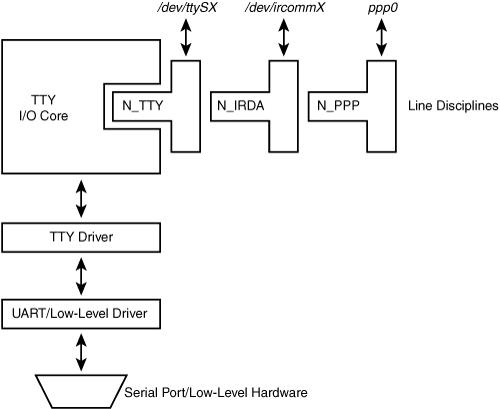 /dev/ttySX
/dev/ircommX
ppp0
TTY
I/O Core
N_TTY
N_IRDA
N_PPP
Line Disciplines
TTY Driver
UART/Low-Level Driver
Serial Port/Low-Level Hardware